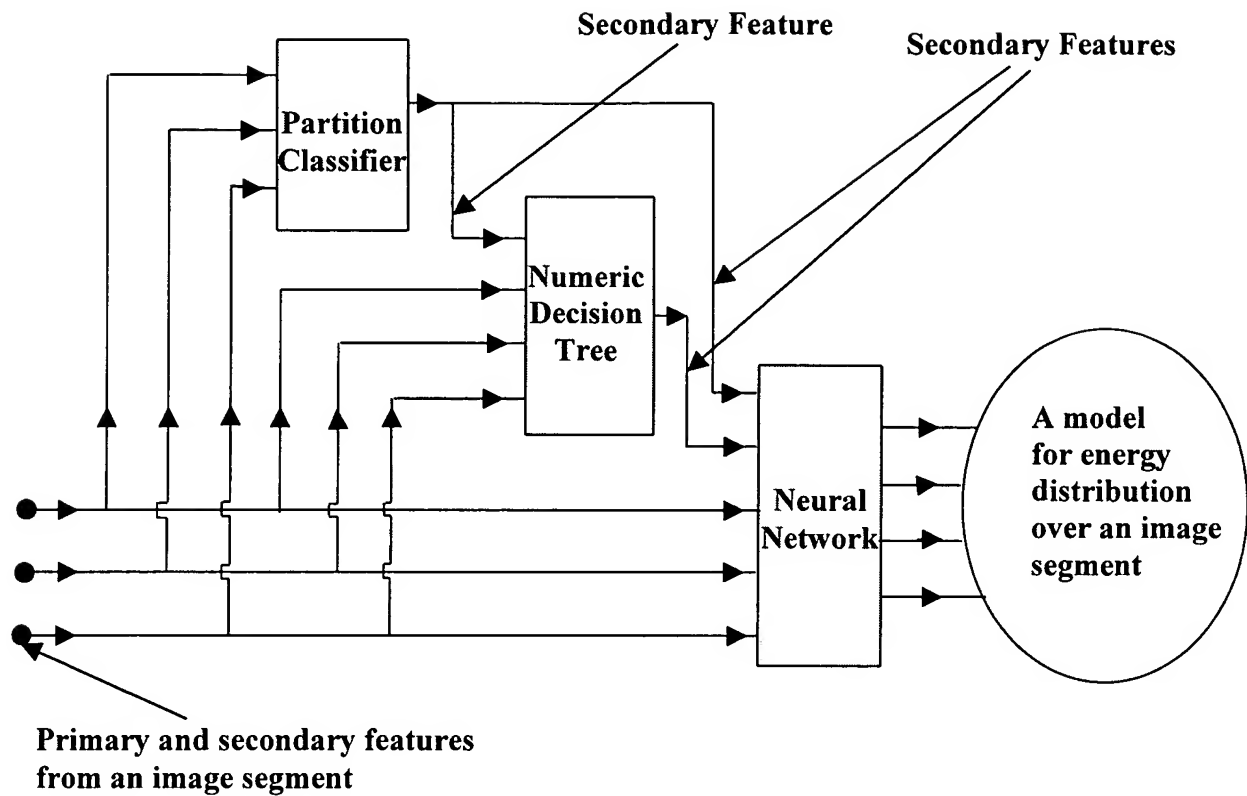 Secondary Feature
Secondary Features
Partition
Classifier
Numeric
Decision
Tree
Neural
Network
A model
for energy
distribution
over an image
segment
Primary and secondary features
from an image segment